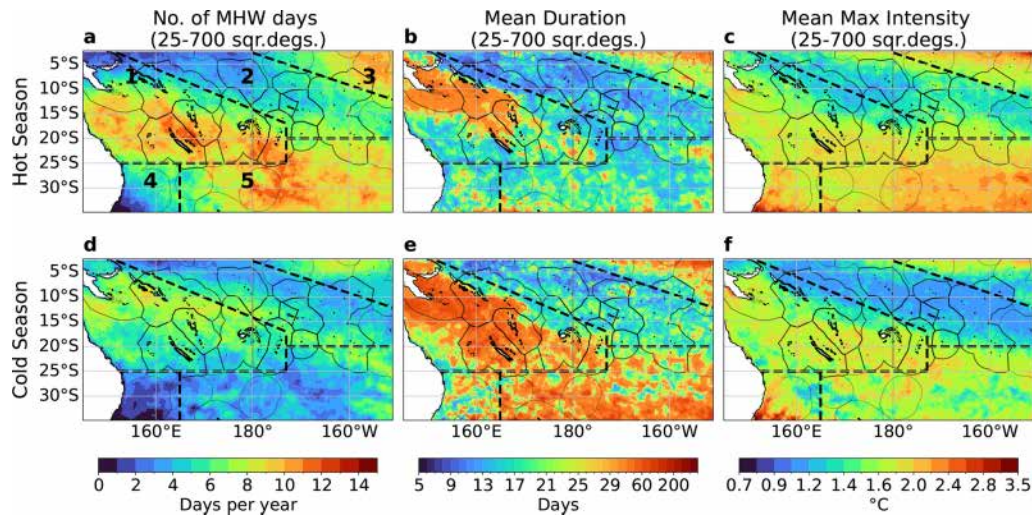 No. of MHW days
(25-700 sqr.degs.)
Mean Duration
(25-700 sqr.degs.)
Mean Max Intensity
(25-700 sqr.degs.)
a
b
c
Hot Season
5°S
10°S
15°S
20°S
25°S
30°S
1
2
3
4
5
d
e
f
Cold Season
5°S
10°S
15°S
20°S
25°S
30°S
160°E 180° 160°W
160°E 180° 160°W
160°E 180° 160°W
0 2 4 6 8 10 12 14
Days per year
5 9 13 17 21 25 29 60 200
Days
0.7 0.9 1.2 1.4 1.6 2.0 2.4 2.8 3.5
°C